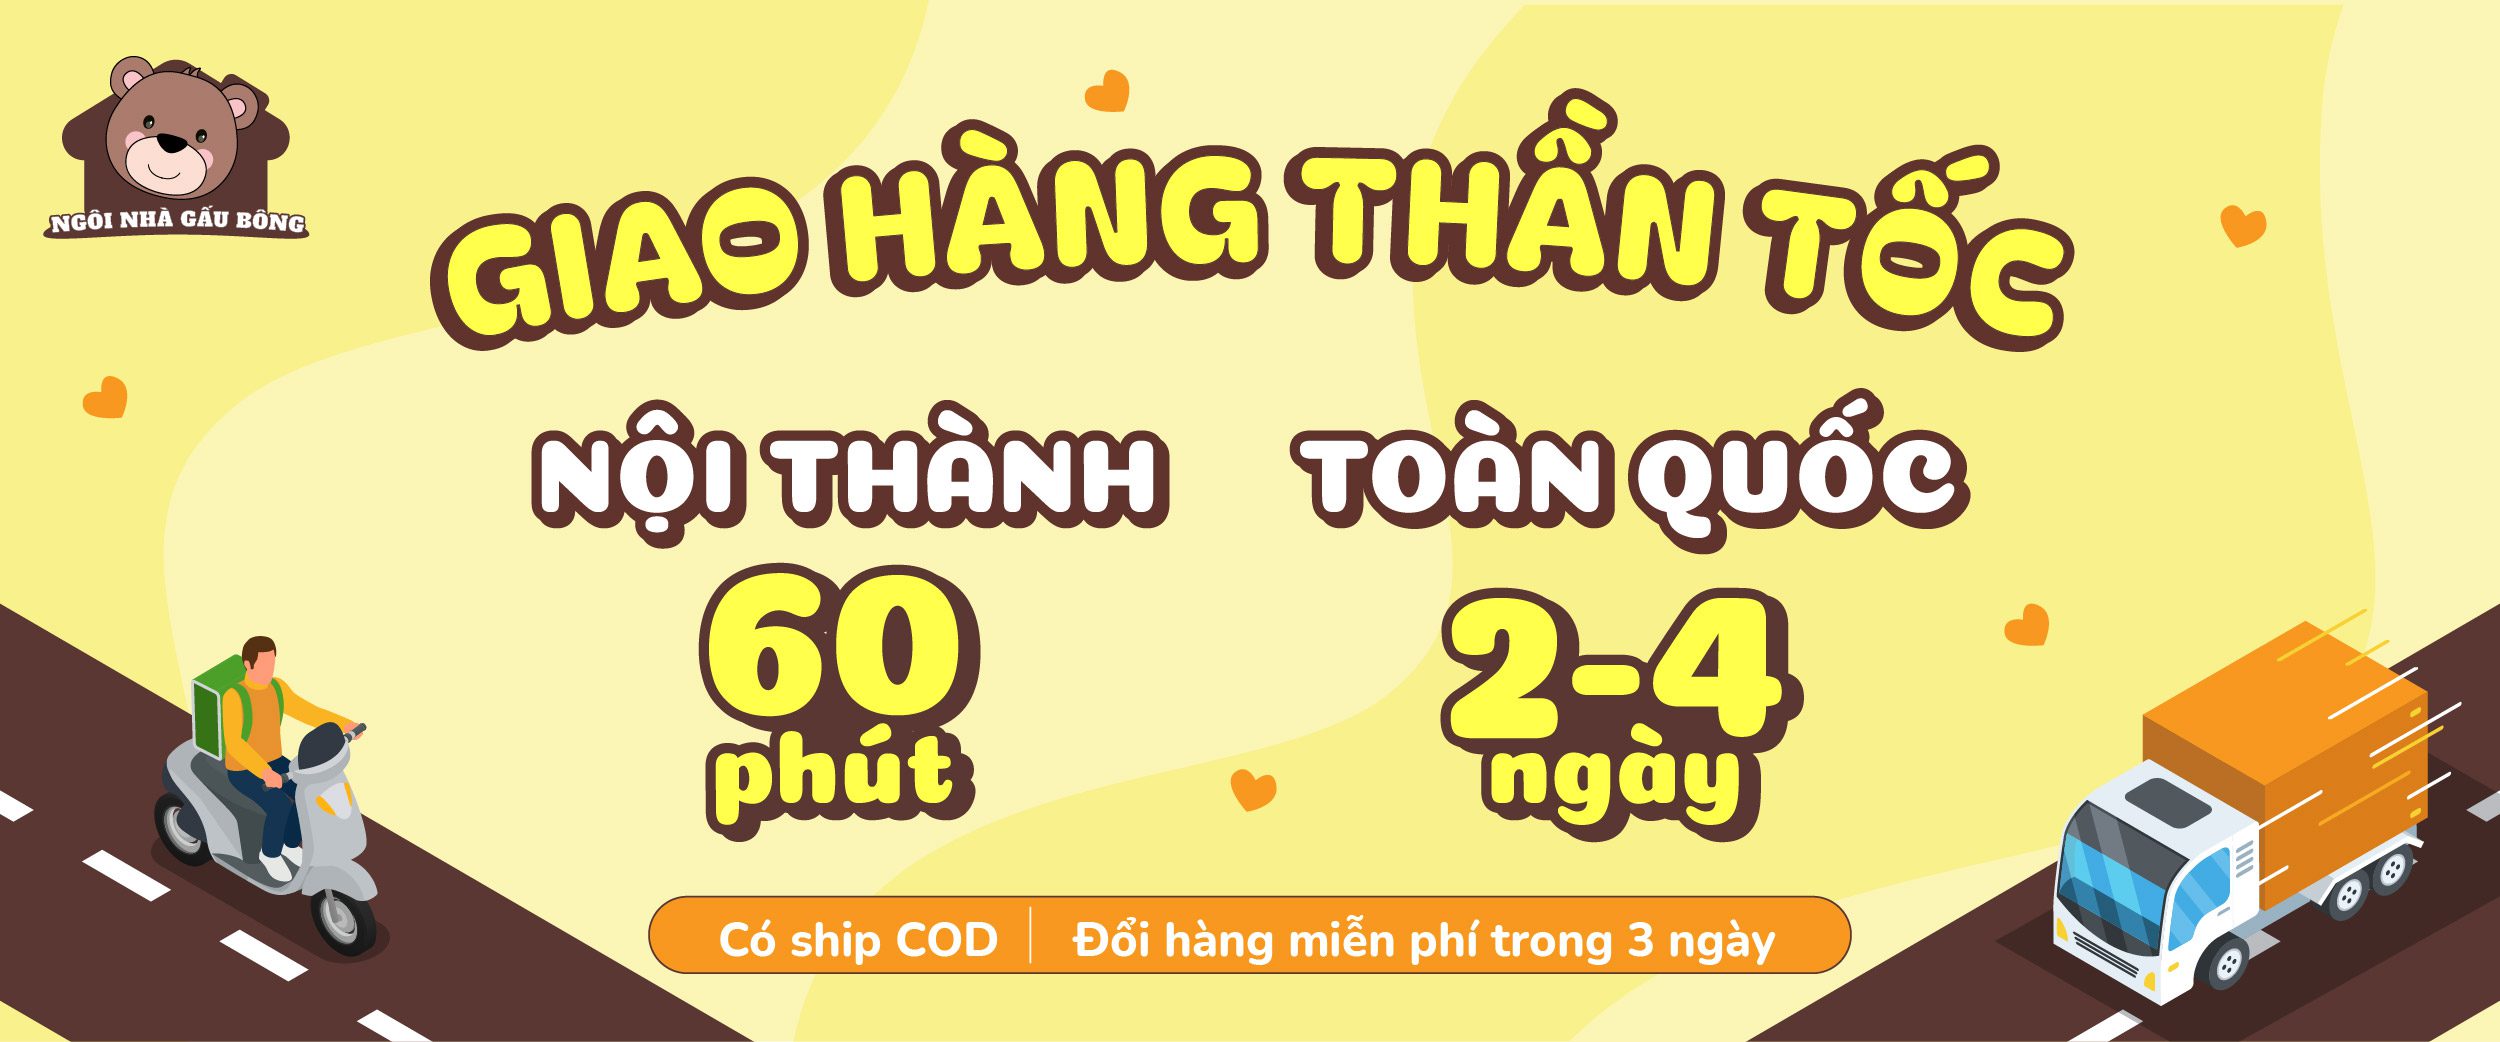 NGÔI NHÀ GẤU BÔNG
GIAO HÀNG THẦN TỐC
NỘI THÀNH
60
phút
TOÀN QUỐC
2-4
ngày
Có ship COD | Đổi hàng miễn phí trong 3 ngày